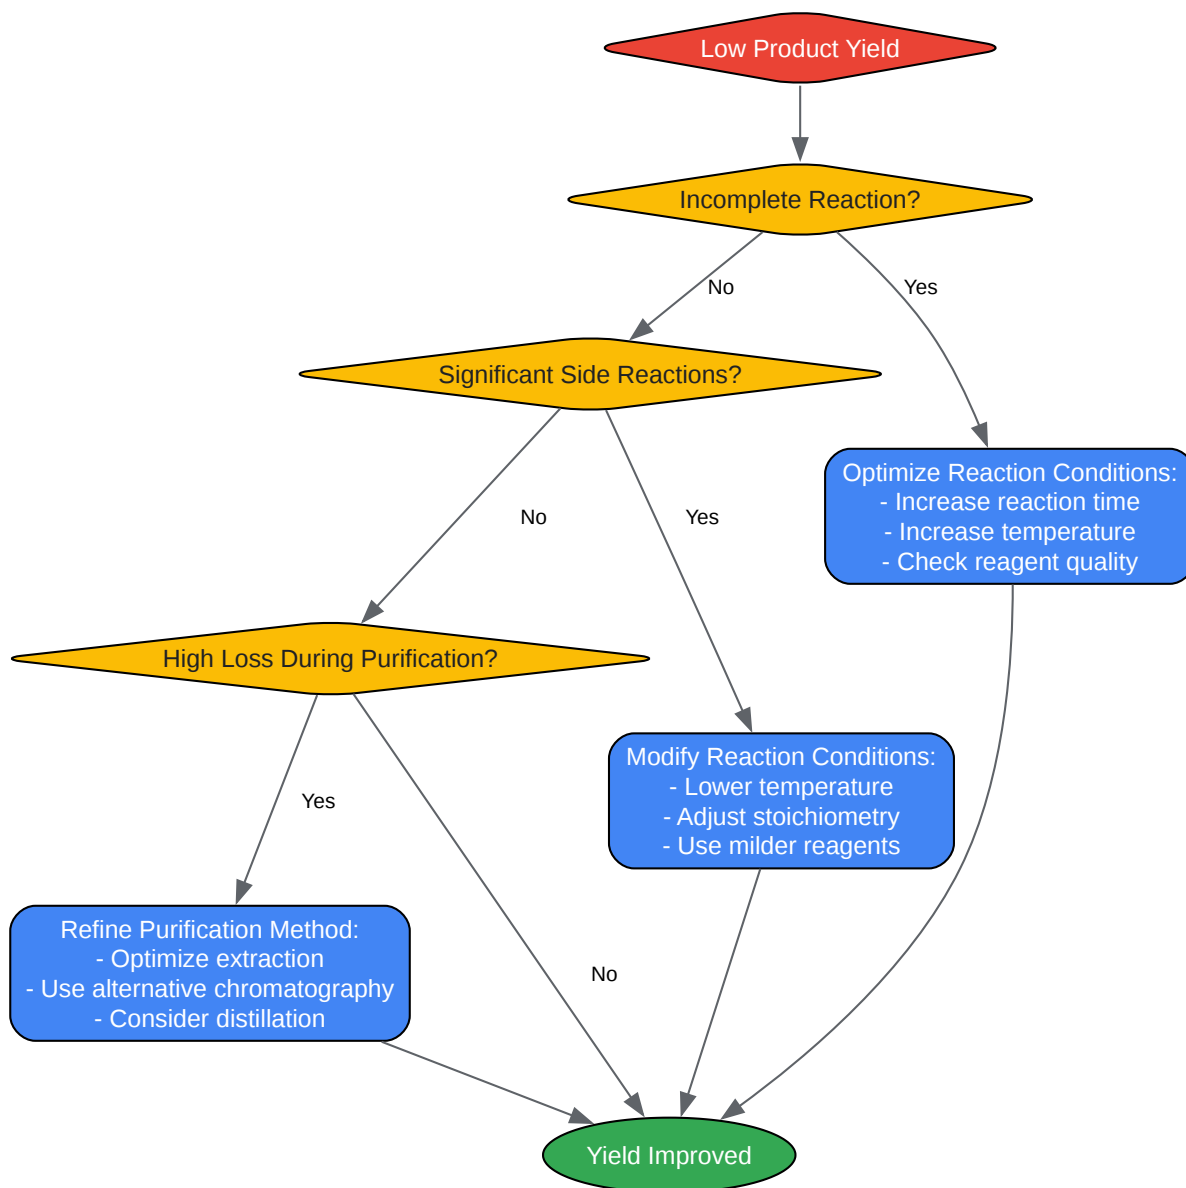 Low Product Yield
Incomplete Reaction?
No
Yes
Significant Side Reactions?
Optimize Reaction Conditions:
- Increase reaction time
- Increase temperature
- Check reagent quality
No
Yes
High Loss During Purification?
Modify Reaction Conditions:
- Lower temperature
- Adjust stoichiometry
- Use milder reagents
Yes
Refine Purification Method:
- Optimize extraction
- Use alternative chromatography
- Consider distillation
No
Yield Improved